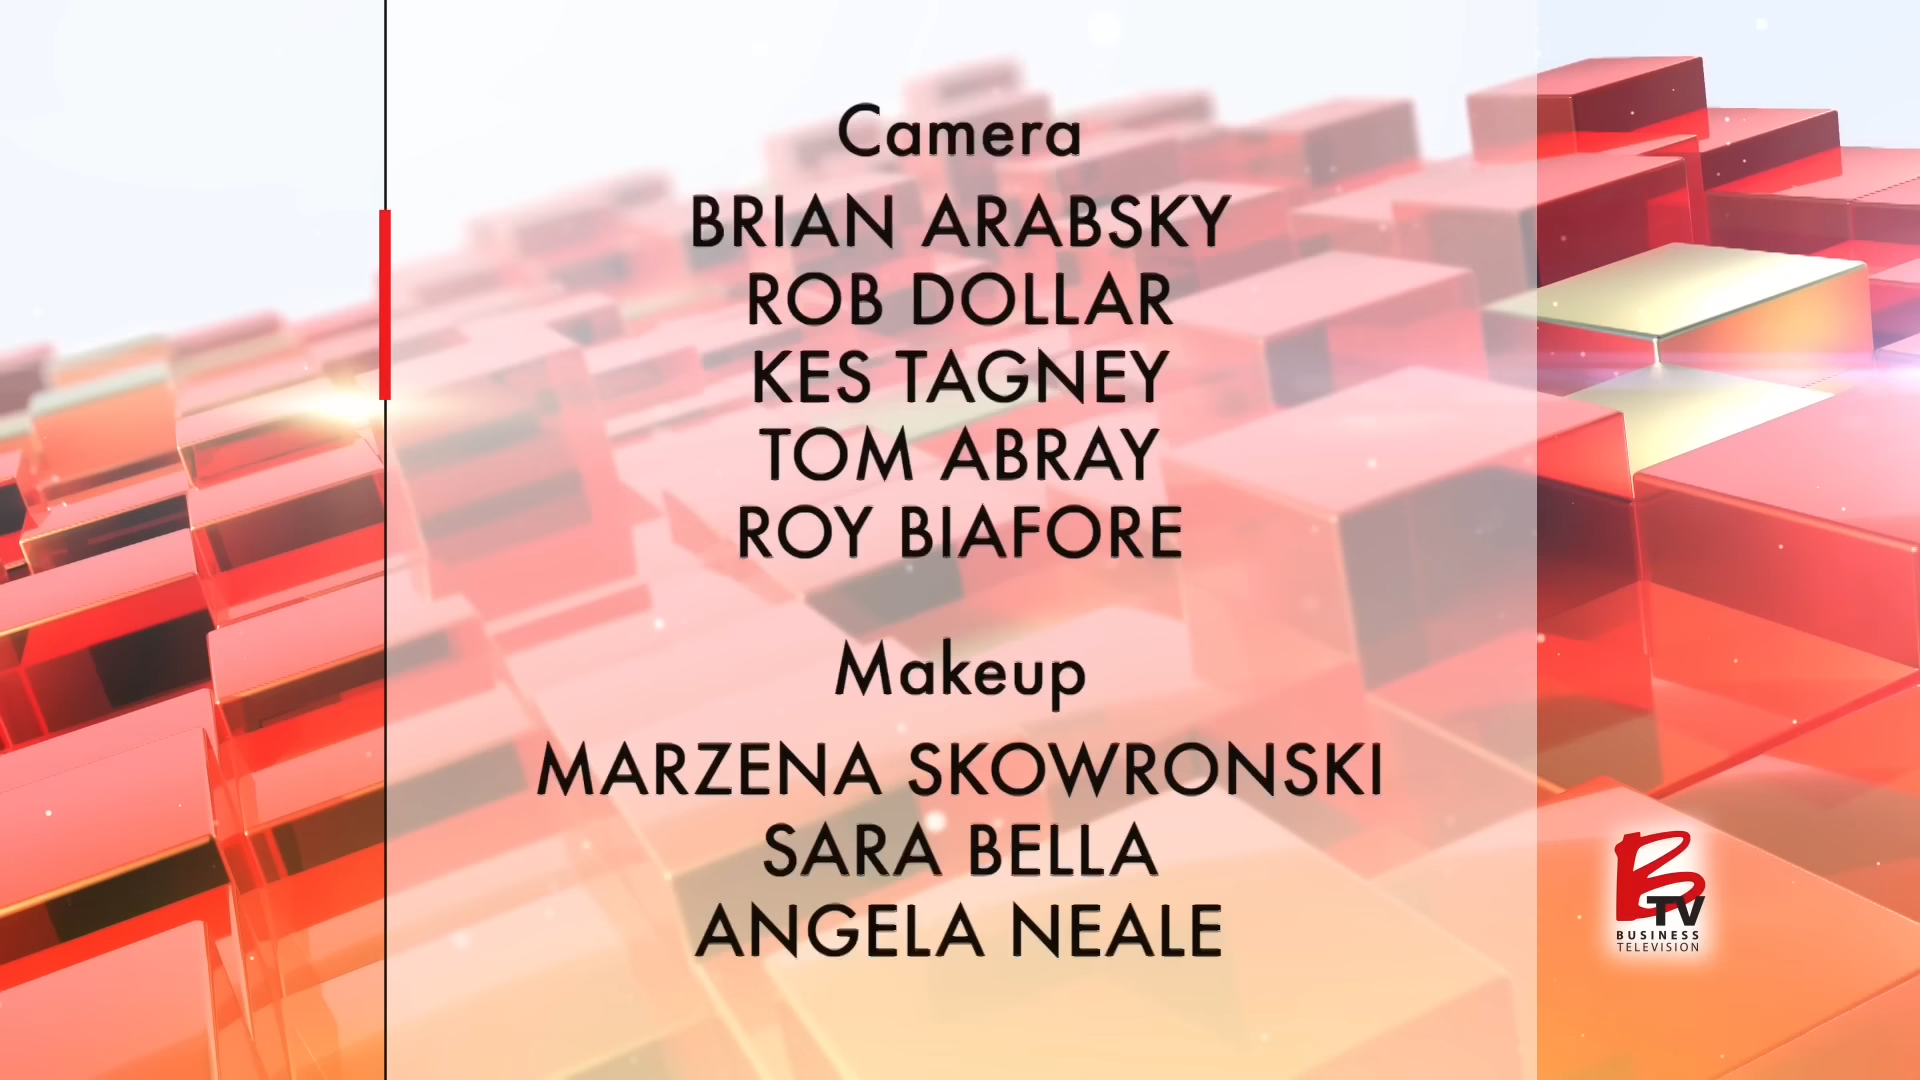 Camera
BRIAN ARABSKY
ROB DOLLAR
KES TAGNEY
TOM ABRAY
ROY BIAFORE
Makeup
MARZENA SKOWRONSKI
SARA BELLA
ANGELA NEALE
B
TV
BUSINESS
TELEVISION